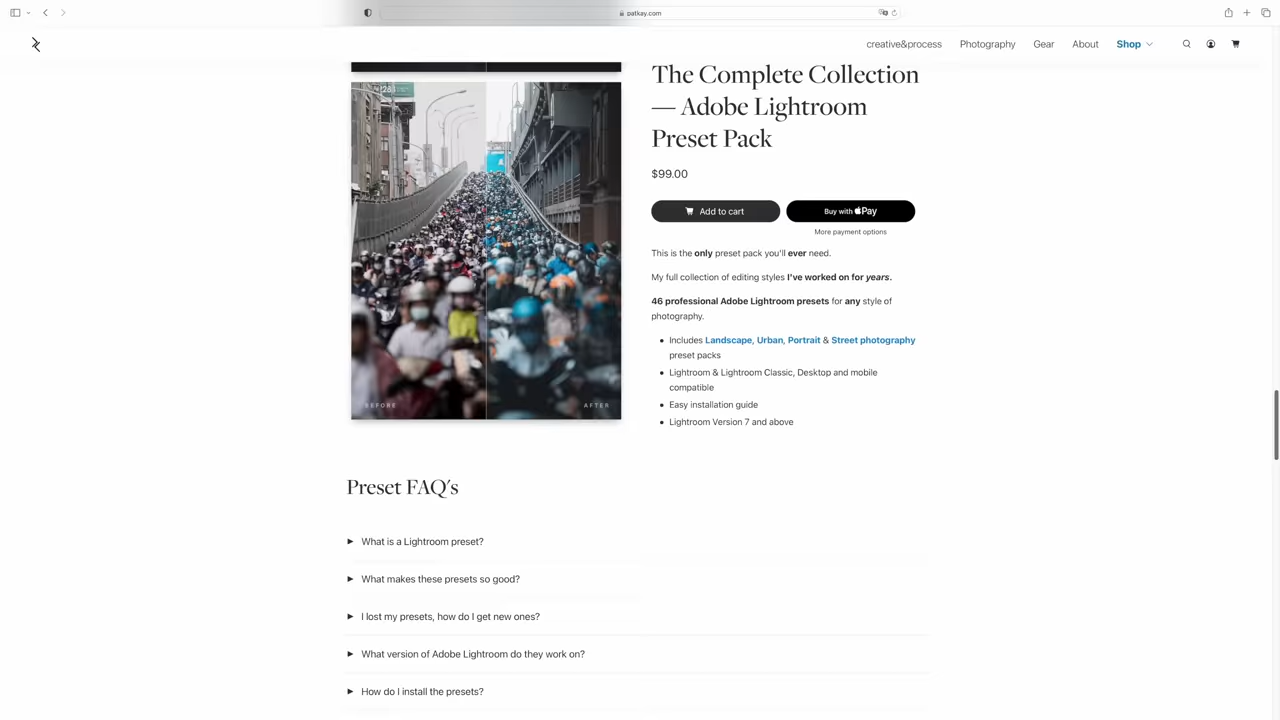 patkay.com
creative&process Photography Gear About Shop
The Complete Collection
— Adobe Lightroom
Preset Pack
$99.00
Add to cart
Buy with Pay
More payment options
This is the only preset pack you'll ever need.
My full collection of editing styles I've worked on for years.
46 professional Adobe Lightroom presets for any style of
photography.
• Includes Landscape, Urban, Portrait & Street photography
preset packs
• Lightroom & Lightroom Classic, Desktop and mobile
compatible
• Easy installation guide
• Lightroom Version 7 and above
BEFORE
AFTER
Preset FAQ's
What is a Lightroom preset?
What makes these presets so good?
I lost my presets, how do I get new ones?
What version of Adobe Lightroom do they work on?
How do I install the presets?